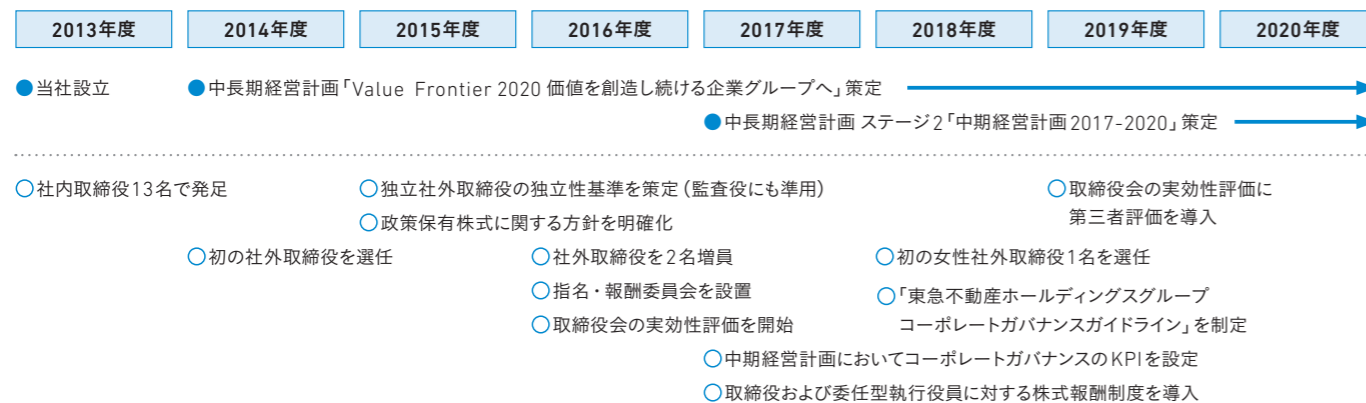 2013年度 2014年度 2015年度 2016年度 2017年度 2018年度 2019年度 2020年度
●当社設立 ●中長期経営計画「Value Frontier 2020 価値を創造し続ける企業グループへ」策定
●中長期経営計画 ステージ2「中期経営計画2017-2020」策定
○社内取締役13名で発足 ○独立社外取締役の独立性基準を策定(監査役にも準用) ○取締役会の実効性評価に
第三者評価を導入
○政策保有株式に関する方針を明確化
○初の社外取締役を選任 ○社外取締役を2名増員 ○初の女性社外取締役1名を選任
○指名・報酬委員会を設置 ○「東急不動産ホールディングスグループ
コーポレートガバナンスガイドライン」を制定
○取締役会の実効性評価を開始
○中期経営計画においてコーポレートガバナンスのKPIを設定
○取締役および委任型執行役員に対する株式報酬制度を導入